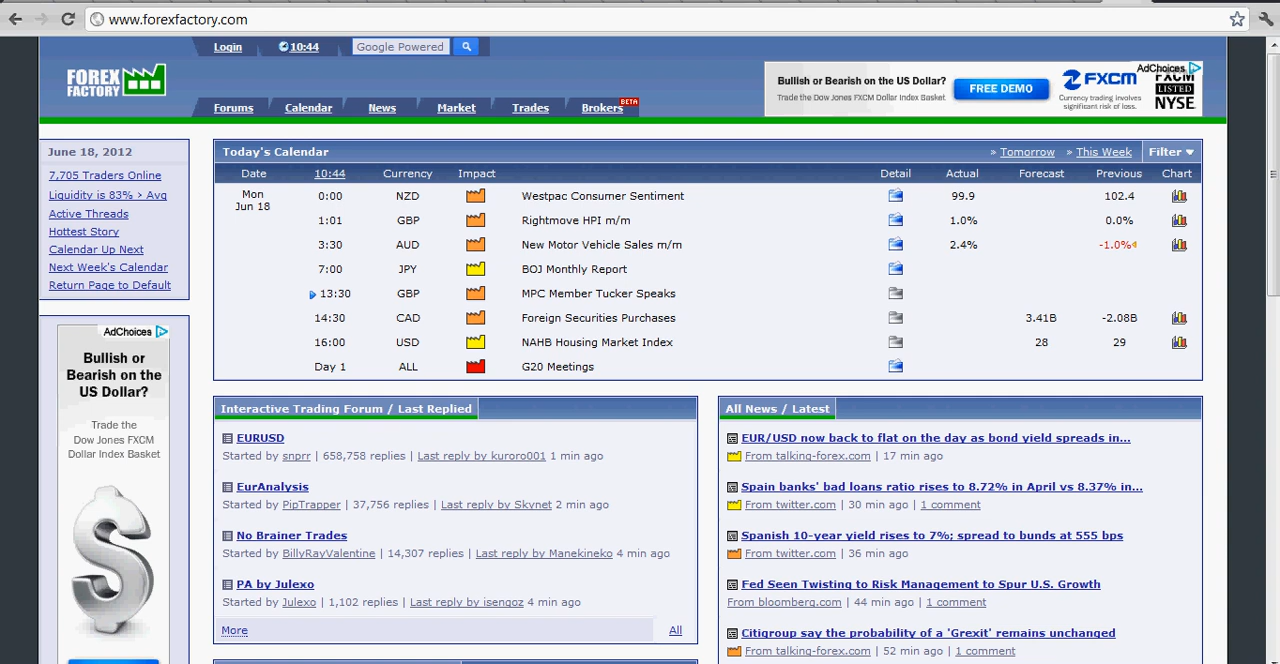 www.forexfactory.com
Login 10:44 Google Powered
FOREX FACTORY
Forums Calendar News Market Trades Brokers BETA
Bullish or Bearish on the US Dollar?
Trade the Dow Jones FXCM Dollar Index Basket
FREE DEMO
FXCM
Currency trading involves
significant risk of loss.
AdChoices
FXCM
LISTED
NYSE
June 18, 2012
7,705 Traders Online
Liquidity is 83% > Avg
Active Threads
Hottest Story
Calendar Up Next
Next Week's Calendar
Return Page to Default
AdChoices
Bullish or
Bearish on the
US Dollar?
Trade the
Dow Jones FXCM
Dollar Index Basket
Today's Calendar » Tomorrow » This Week Filter
Date 10:44 Currency Impact Detail Actual Forecast Previous Chart
Mon
Jun 18
0:00 NZD Westpac Consumer Sentiment 99.9 102.4
1:01 GBP Rightmove HPI m/m 1.0% 0.0%
3:30 AUD New Motor Vehicle Sales m/m 2.4% -1.0%
7:00 JPY BOJ Monthly Report
13:30 GBP MPC Member Tucker Speaks
14:30 CAD Foreign Securities Purchases 3.41B -2.08B
16:00 USD NAHB Housing Market Index 28 29
Day 1 ALL G20 Meetings
Interactive Trading Forum / Last Replied
EURUSD
Started by snprr | 658,758 replies | Last reply by kuroro001 1 min ago
EurAnalysis
Started by PipTrapper | 37,756 replies | Last reply by Skynet 2 min ago
No Brainer Trades
Started by BillyRayValentine | 14,307 replies | Last reply by Manekineko 4 min ago
PA by Julexo
Started by Julexo | 1,102 replies | Last reply by isengoz 4 min ago
More All
All News / Latest
EUR/USD now back to flat on the day as bond yield spreads in...
From talking-forex.com | 17 min ago
Spain banks' bad loans ratio rises to 8.72% in April vs 8.37% in...
From twitter.com | 30 min ago | 1 comment
Spanish 10-year yield rises to 7%; spread to bunds at 555 bps
From twitter.com | 36 min ago
Fed Seen Twisting to Risk Management to Spur U.S. Growth
From bloomberg.com | 44 min ago | 1 comment
Citigroup say the probability of a 'Grexit' remains unchanged
From talking-forex.com | 52 min ago | 1 comment